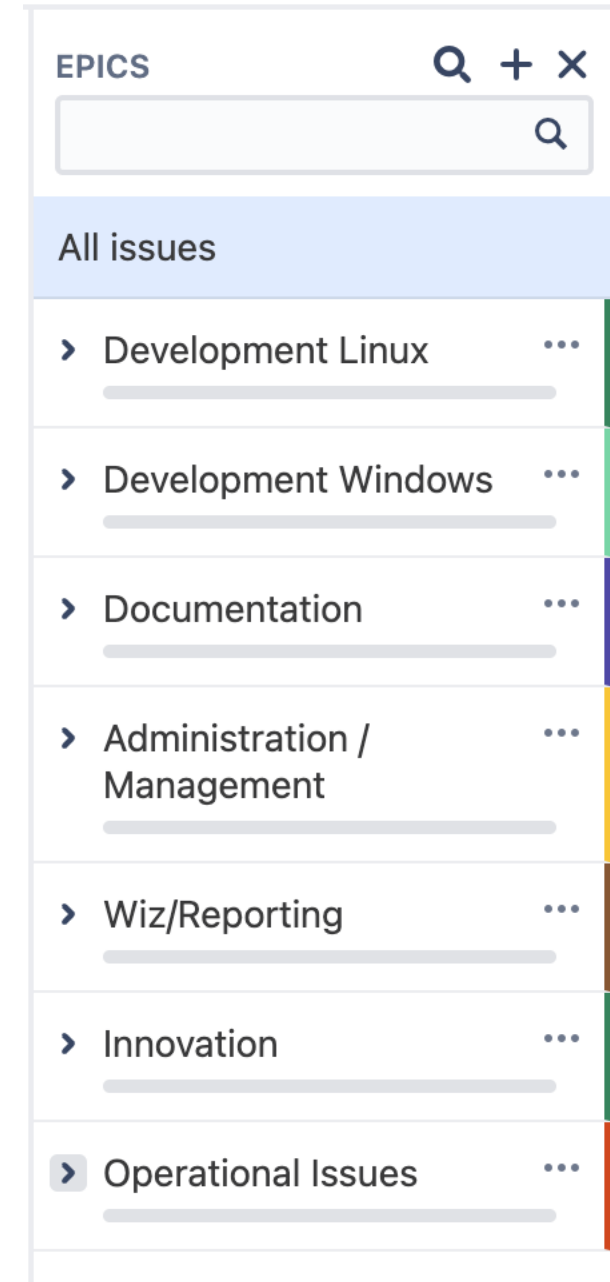 EPICS
All issues
Development Linux
Development Windows
Documentation
Administration /
Management
Wiz/Reporting
Innovation
Operational Issues